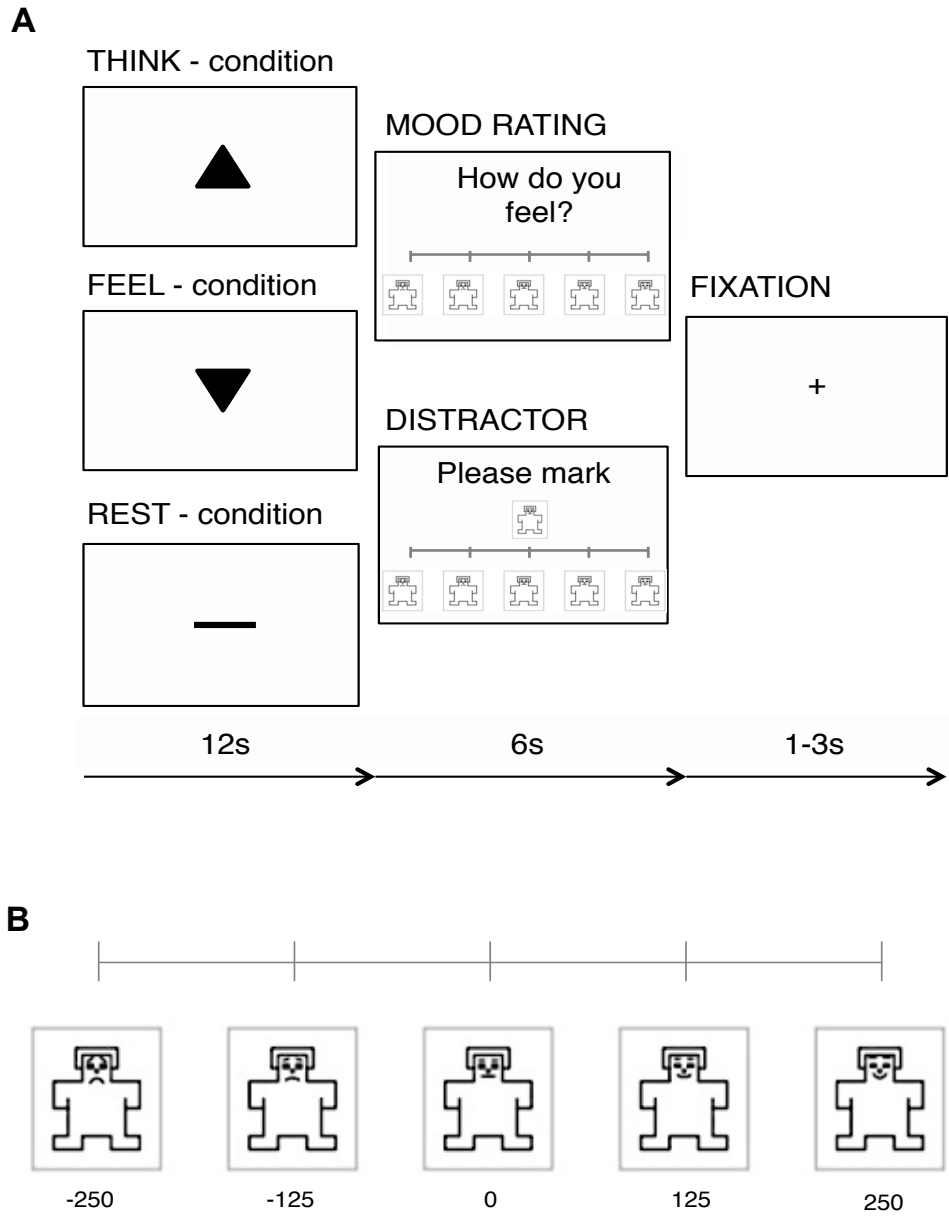 A
THINK - condition
MOOD RATING
How do you
feel?
FEEL - condition
FIXATION
+
DISTRACTOR
Please mark
REST - condition
12s
6s
1-3s
B
-250
-125
0
125
250